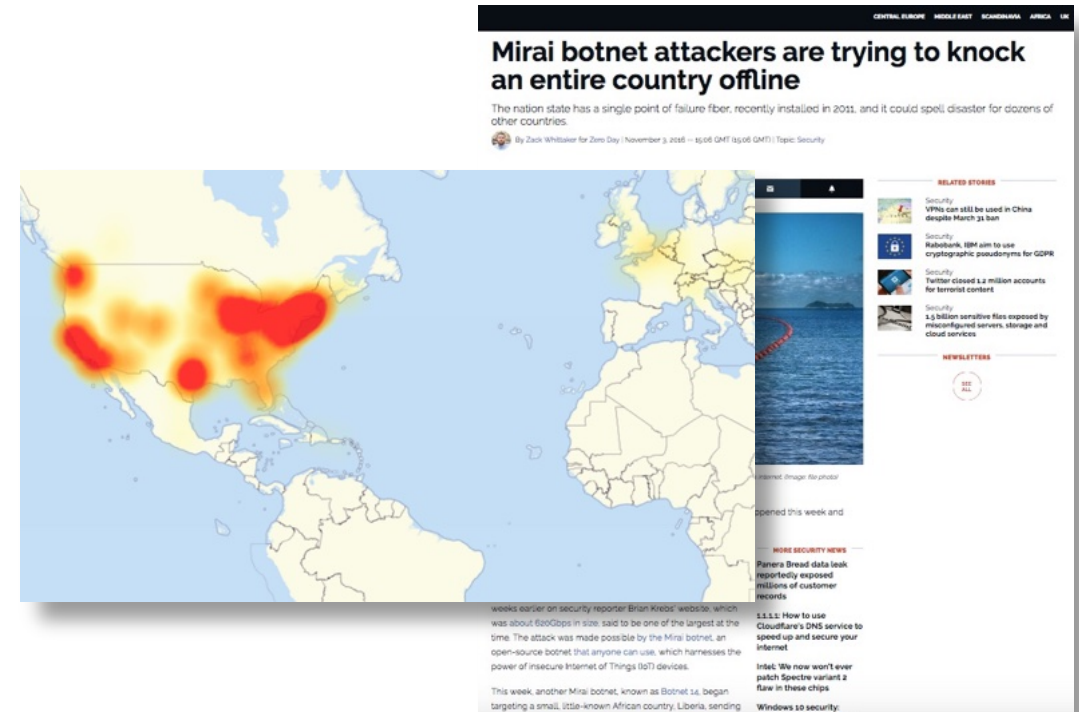 CENTRAL EUROPE MIDDLE EAST SCANDINAVIA AFRICA UK
Mirai botnet attackers are trying to knock
an entire country offline
The nation state has a single point of failure fiber, recently installed in 2011, and it could spell disaster for dozens of
other countries.
By Zack Whittaker for Zero Day | November 3, 2016 -- 15:06 GMT (15:06 GMT) | Topic: Security
RELATED STORIES
Security
VPNs can still be used in China
despite March 31 ban
Security
Rabobank, IBM aim to use
cryptographic pseudonyms for GDPR
Security
Twitter closed 1.2 million accounts
for terrorist content
Security
1.5 billion sensitive files exposed by
misconfigured servers, storage and
cloud services
NEWSLETTERS
SEE
ALL
internet. (Image: file photo)
ppened this week and
MORE SECURITY NEWS
Panera Bread data leak
reportedly exposed
millions of customer
records
1.1.1.1: How to use
Cloudflare's DNS service to
speed up and secure your
internet
Intel: We now won't ever
patch Spectre variant 2
flaw in these chips
Windows 10 security:
weeks earlier on security reporter Brian Krebs' website, which
was about 620Gbps in size, said to be one of the largest at the
time. The attack was made possible by the Mirai botnet, an
open-source botnet that anyone can use, which harnesses the
power of insecure Internet of Things (IoT) devices.
This week, another Mirai botnet, known as Botnet 14, began
targeting a small, little-known African country, Liberia, sending